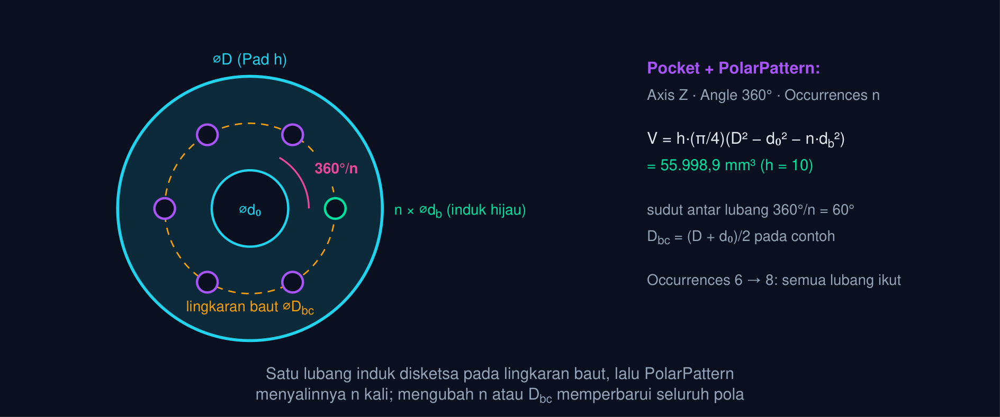 ⌀D (Pad h)
360°/n
⌀d₀
n × ⌀d_b (induk hijau)
lingkaran baut ⌀D_bc
Pocket + PolarPattern:
Axis Z · Angle 360° · Occurrences n
V = h·(π/4)(D² – d₀² – n·d_b²)
= 55.998,9 mm³ (h = 10)
sudut antar lubang 360°/n = 60°
D_bc = (D + d₀)/2 pada contoh
Occurrences 6 → 8: semua lubang ikut
Satu lubang induk disketsa pada lingkaran baut, lalu PolarPattern
menyalinnya n kali; mengubah n atau D_bc memperbarui seluruh pola